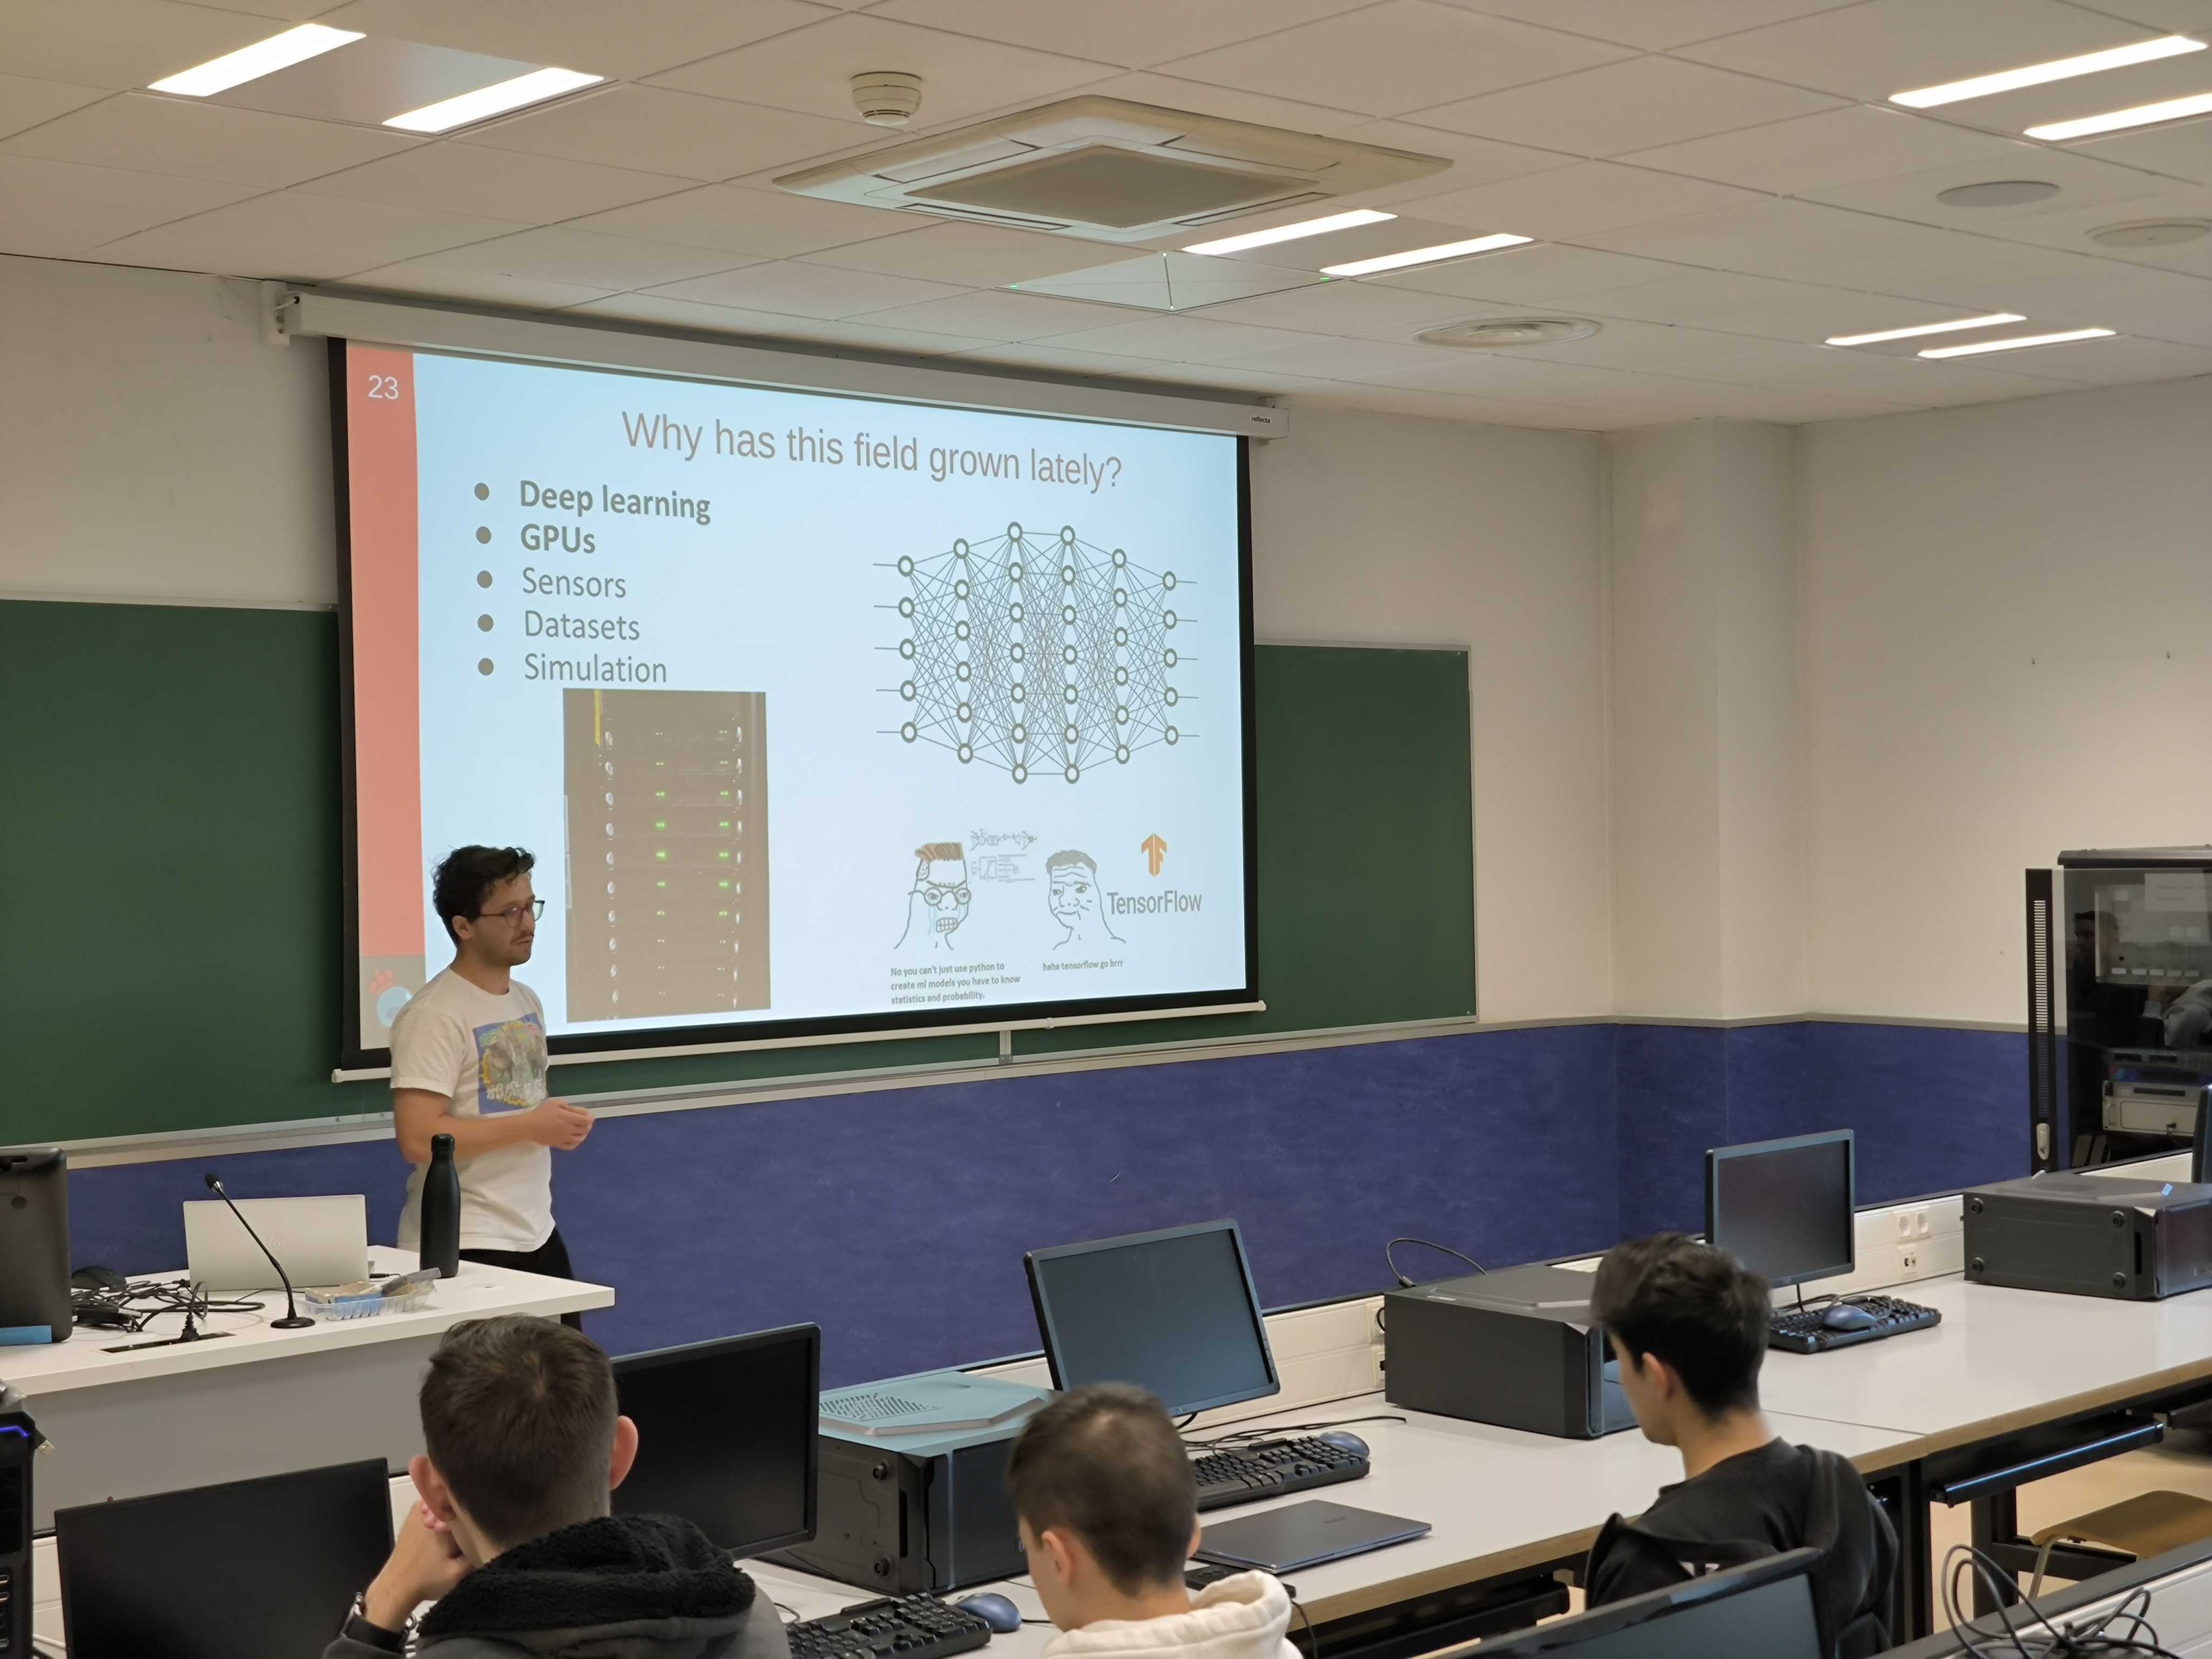 23
Why has this field grown lately?
Deep learning
GPUs
Sensors
Datasets
Simulation
TensorFlow
No you can't just use python to
create ml models you have to know
statistics and probability.
haha tensorflow go brrr
reflecta